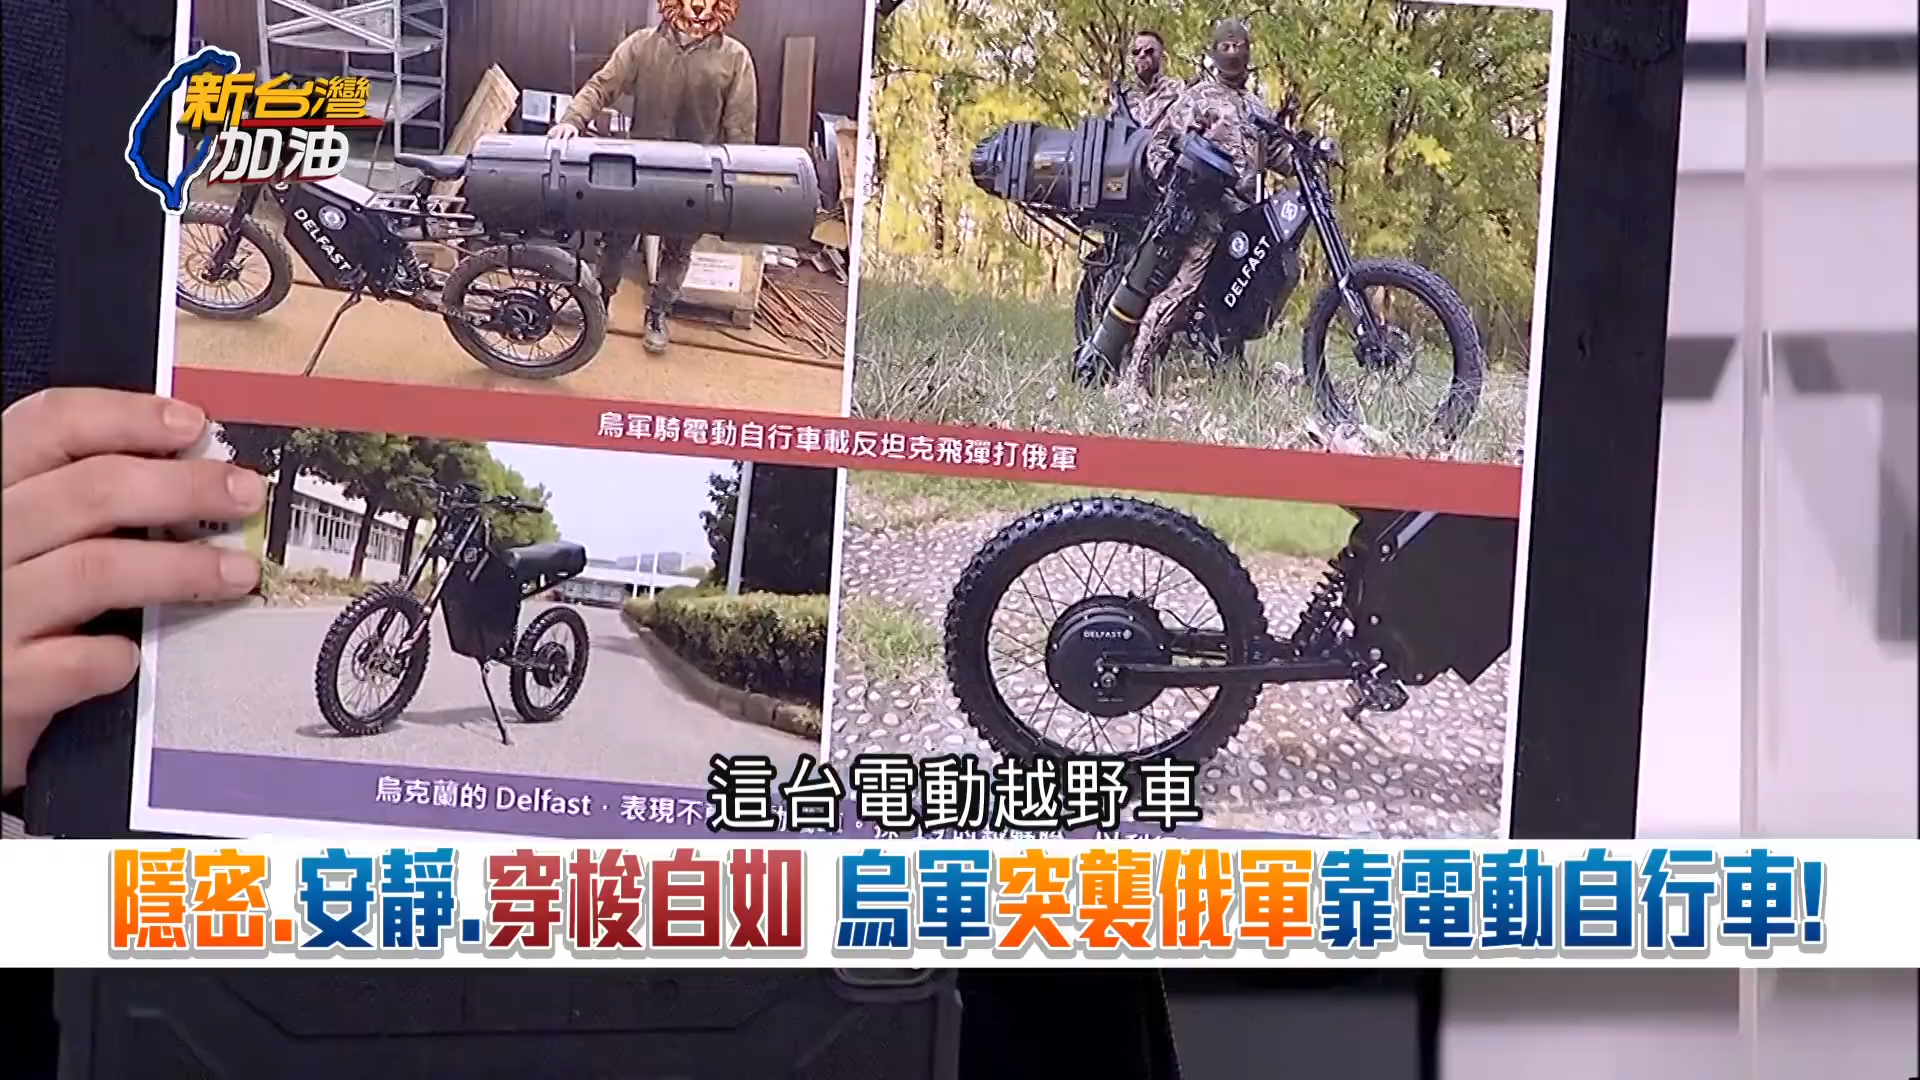 新台灣
加油
DELFAST
DELFAST
烏軍騎電動自行車載反坦克飛彈打俄軍
DELFAST
烏克蘭的 Delfast，表現不
這台電動越野車
隱密.安靜.穿梭自如 烏軍突襲俄軍靠電動自行車!